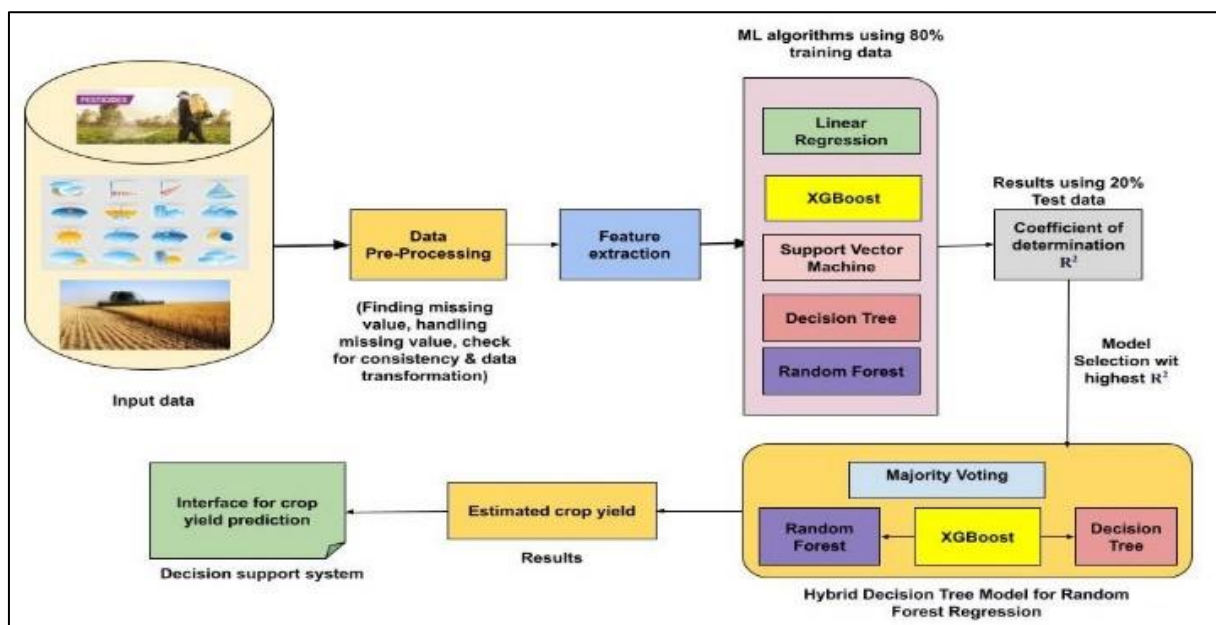 ML algorithms using 80%
training data
PESTICIDES
Linear
Regression
XGBoost
Support Vector
Machine
Decision Tree
Random Forest
Results using 20%
Test data
Coefficient of
determination
R²
Data
Pre-Processing
Feature
extraction
(Finding missing
value, handling
missing value, check
for consistency & data
transformation)
Input data
Model
Selection wit
highest R²
Majority Voting
Random
Forest
XGBoost
Decision
Tree
Hybrid Decision Tree Model for Random
Forest Regression
Estimated crop yield
Results
Interface for crop
yield prediction
Decision support system